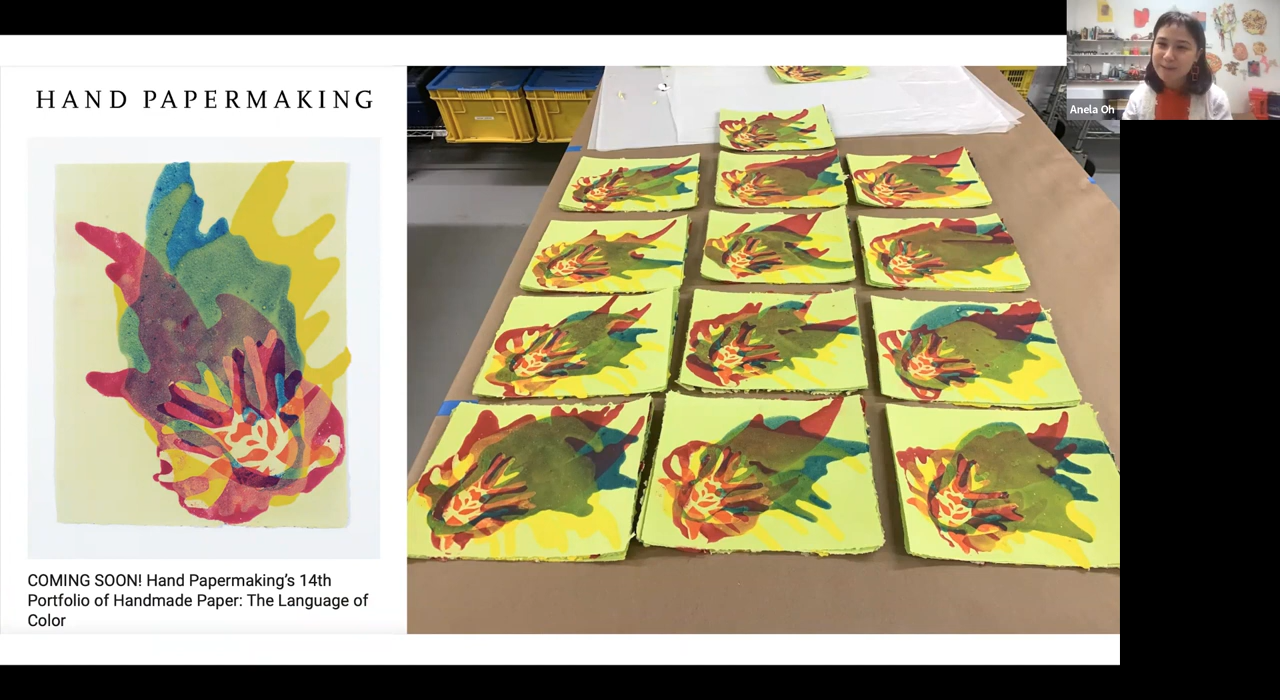 HAND PAPERMAKING
COMING SOON! Hand Papermaking’s 14th
Portfolio of Handmade Paper: The Language of
Color
Anela Oh